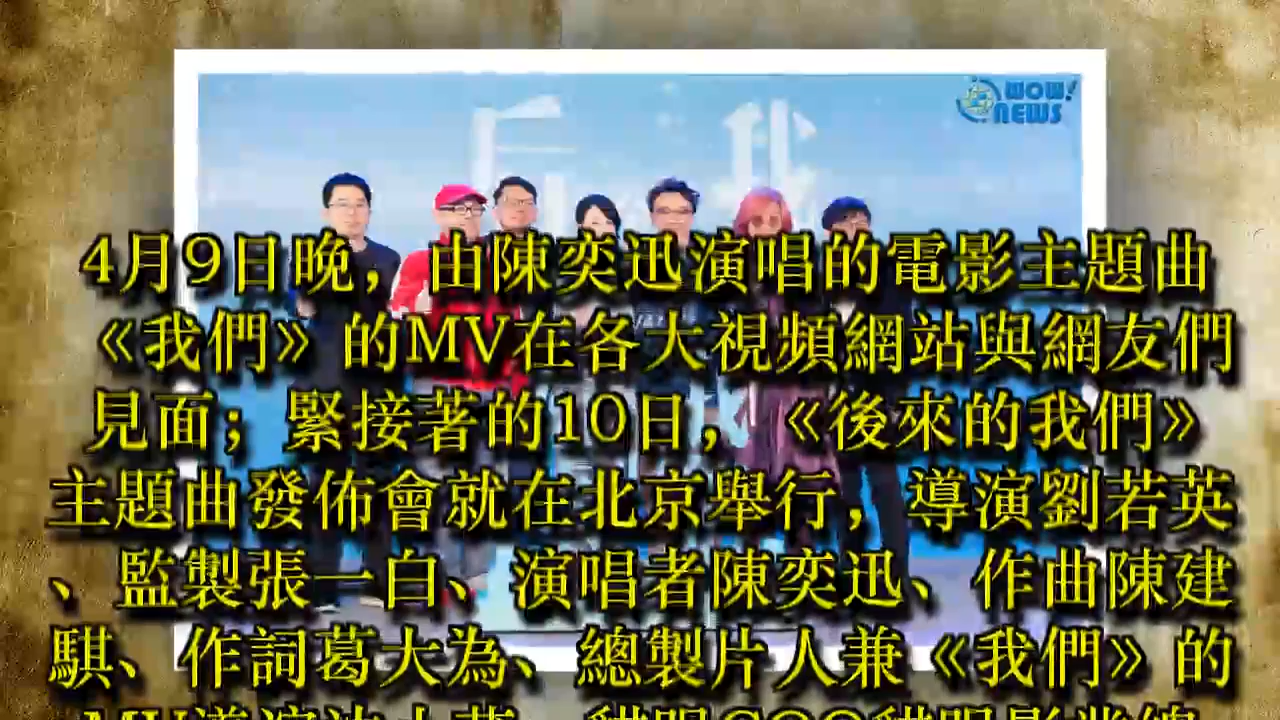 WOW!
NEWS
4月9日晚，由陳奕迅演唱的電影主題曲
《我們》的MV在各大視頻網站與網友們
見面；緊接著的10日，《後來的我們》
主題曲發佈會就在北京舉行，導演劉若英
、監製張一白、演唱者陳奕迅、作曲陳建
騏、作詞葛大為、總製片人兼《我們》的